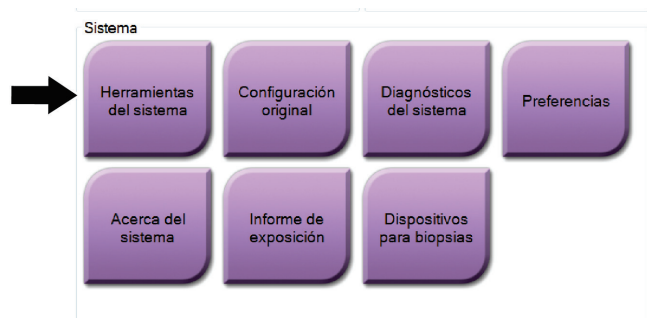 Sistema
Herramientas
del sistema
Configuración
original
Diagnósticos
del sistema
Preferencias
Acerca del
sistema
Informe de
exposición
Dispositivos
para biopsias